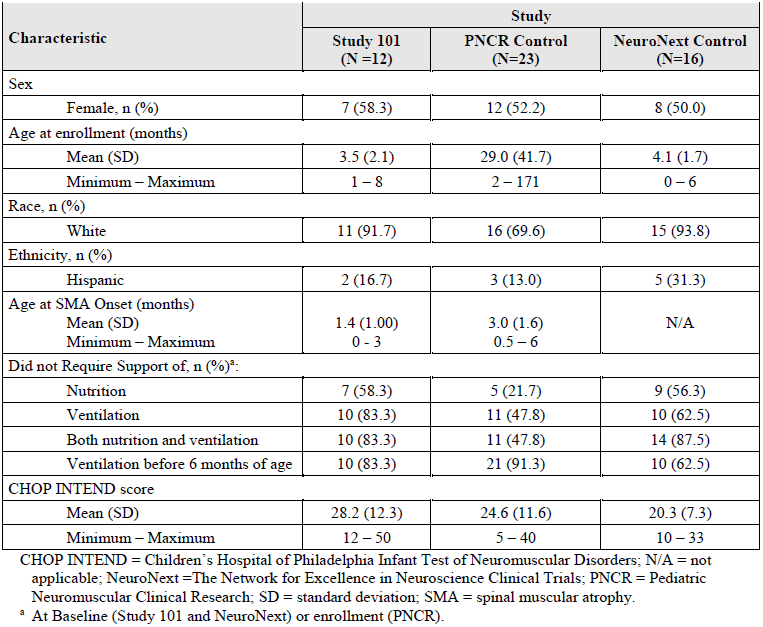 Characteristic Study
Study 101 PNCR Control NeuroNext Control
(N =12) (N=23) (N=16)
Sex
Female, n (%) 7 (58.3) 12 (52.2) 8 (50.0)
Age at enrollment (months)
Mean (SD) 3.5 (2.1) 29.0 (41.7) 4.1 (1.7)
Minimum – Maximum 1 – 8 2 – 171 0 – 6
Race, n (%)
White 11 (91.7) 16 (69.6) 15 (93.8)
Ethnicity, n (%)
Hispanic 2 (16.7) 3 (13.0) 5 (31.3)
Age at SMA Onset (months)
Mean (SD) 1.4 (1.00) 3.0 (1.6) N/A
Minimum – Maximum 0 - 3 0.5 – 6
Did not Require Support of, n (%)a:
Nutrition 7 (58.3) 5 (21.7) 9 (56.3)
Ventilation 10 (83.3) 11 (47.8) 10 (62.5)
Both nutrition and ventilation 10 (83.3) 11 (47.8) 14 (87.5)
Ventilation before 6 months of age 10 (83.3) 21 (91.3) 10 (62.5)
CHOP INTEND score
Mean (SD) 28.2 (12.3) 24.6 (11.6) 20.3 (7.3)
Minimum – Maximum 12 – 50 5 – 40 10 – 33
CHOP INTEND = Children’s Hospital of Philadelphia Infant Test of Neuromuscular Disorders; N/A = not
applicable; NeuroNext =The Network for Excellence in Neuroscience Clinical Trials; PNCR = Pediatric
Neuromuscular Clinical Research; SD = standard deviation; SMA = spinal muscular atrophy.
a At Baseline (Study 101 and NeuroNext) or enrollment (PNCR).